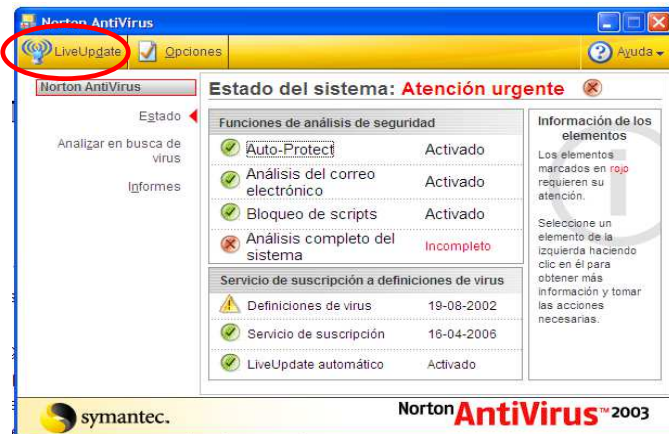 Norton AntiVirus
LiveUpdate
Opciones
Ayuda
Norton AntiVirus
Estado
Analizar en busca de
virus
Informes
Estado del sistema: Atención urgente
Funciones de análisis de seguridad
Auto-Protect Activado
Análisis del correo
electrónico Activado
Bloqueo de scripts Activado
Análisis completo del
sistema Incompleto
Servicio de suscripción a definiciones de virus
Definiciones de virus 19-08-2002
Servicio de suscripción 16-04-2006
LiveUpdate automático Activado
Información de los
elementos
Los elementos
marcados en rojo
requieren su
atención.
Seleccione un
elemento de la
izquierda haciendo
clic en él para
obtener más
información y tomar
las acciones
necesarias.
symantec.
Norton AntiVirus™ 2003